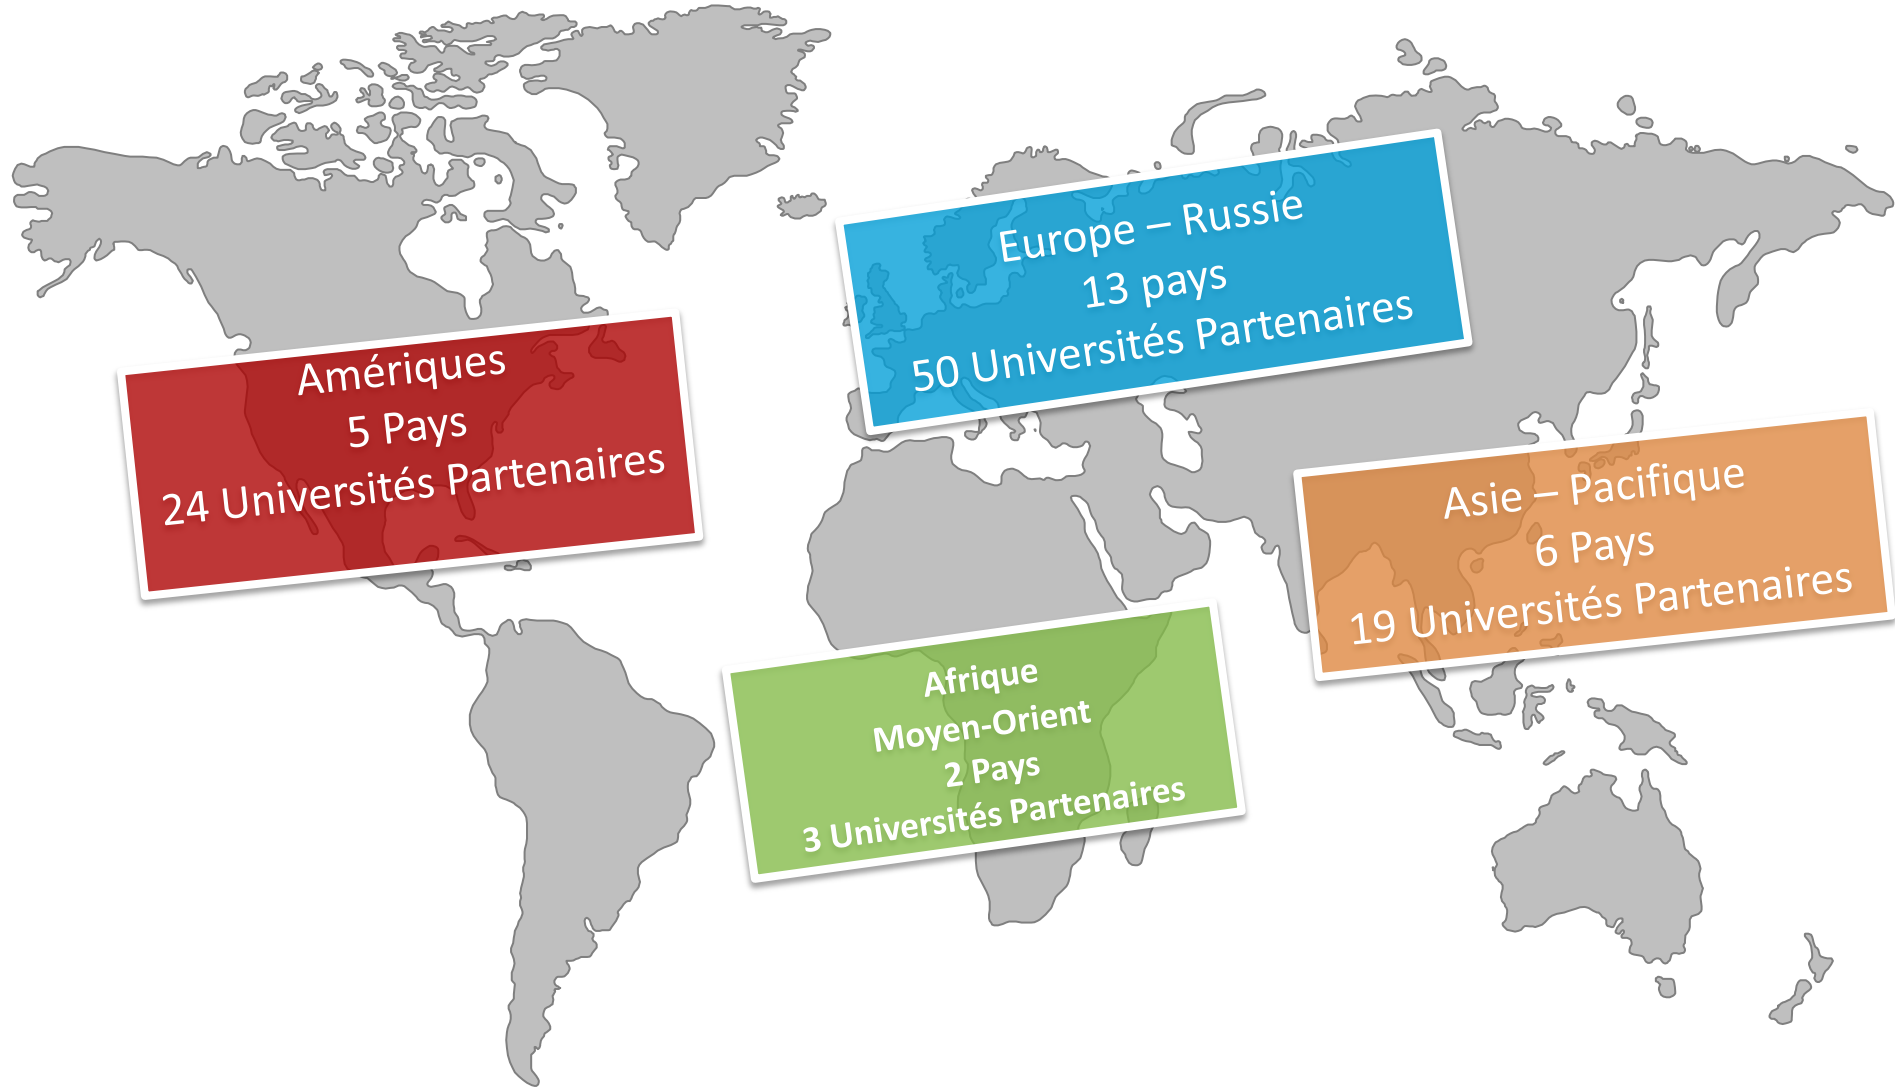 Amériques
5 Pays
24 Universités Partenaires
Europe – Russie
13 pays
50 Universités Partenaires
Asie – Pacifique
6 Pays
19 Universités Partenaires
Afrique
Moyen-Orient
2 Pays
3 Universités Partenaires